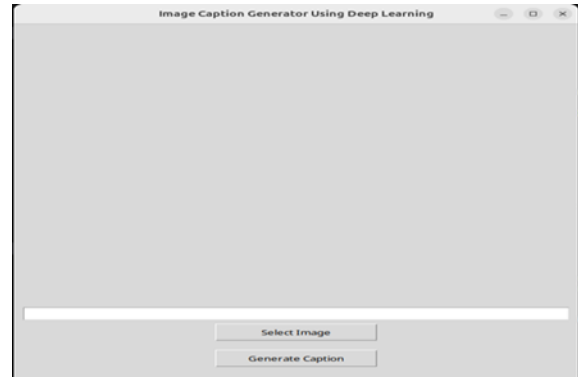 Image Caption Generator Using Deep Learning
Select Image
Generate Caption